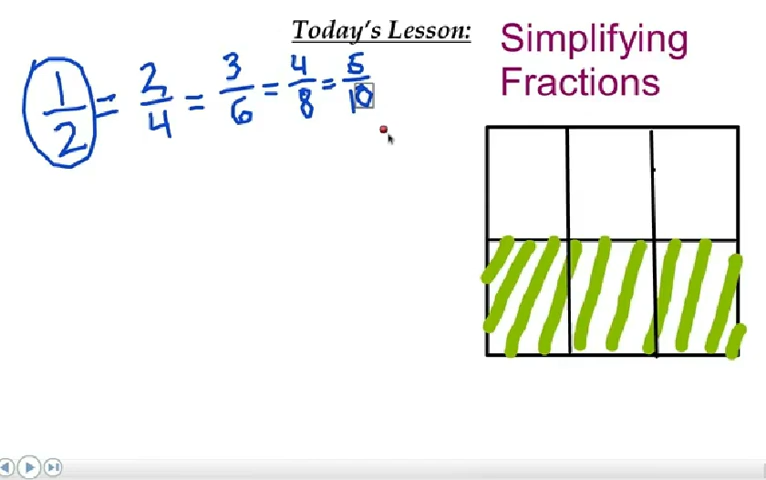 Today's Lesson:
Simplifying
Fractions
1/2 = 2/4 = 3/6 = 4/8 = 5/10